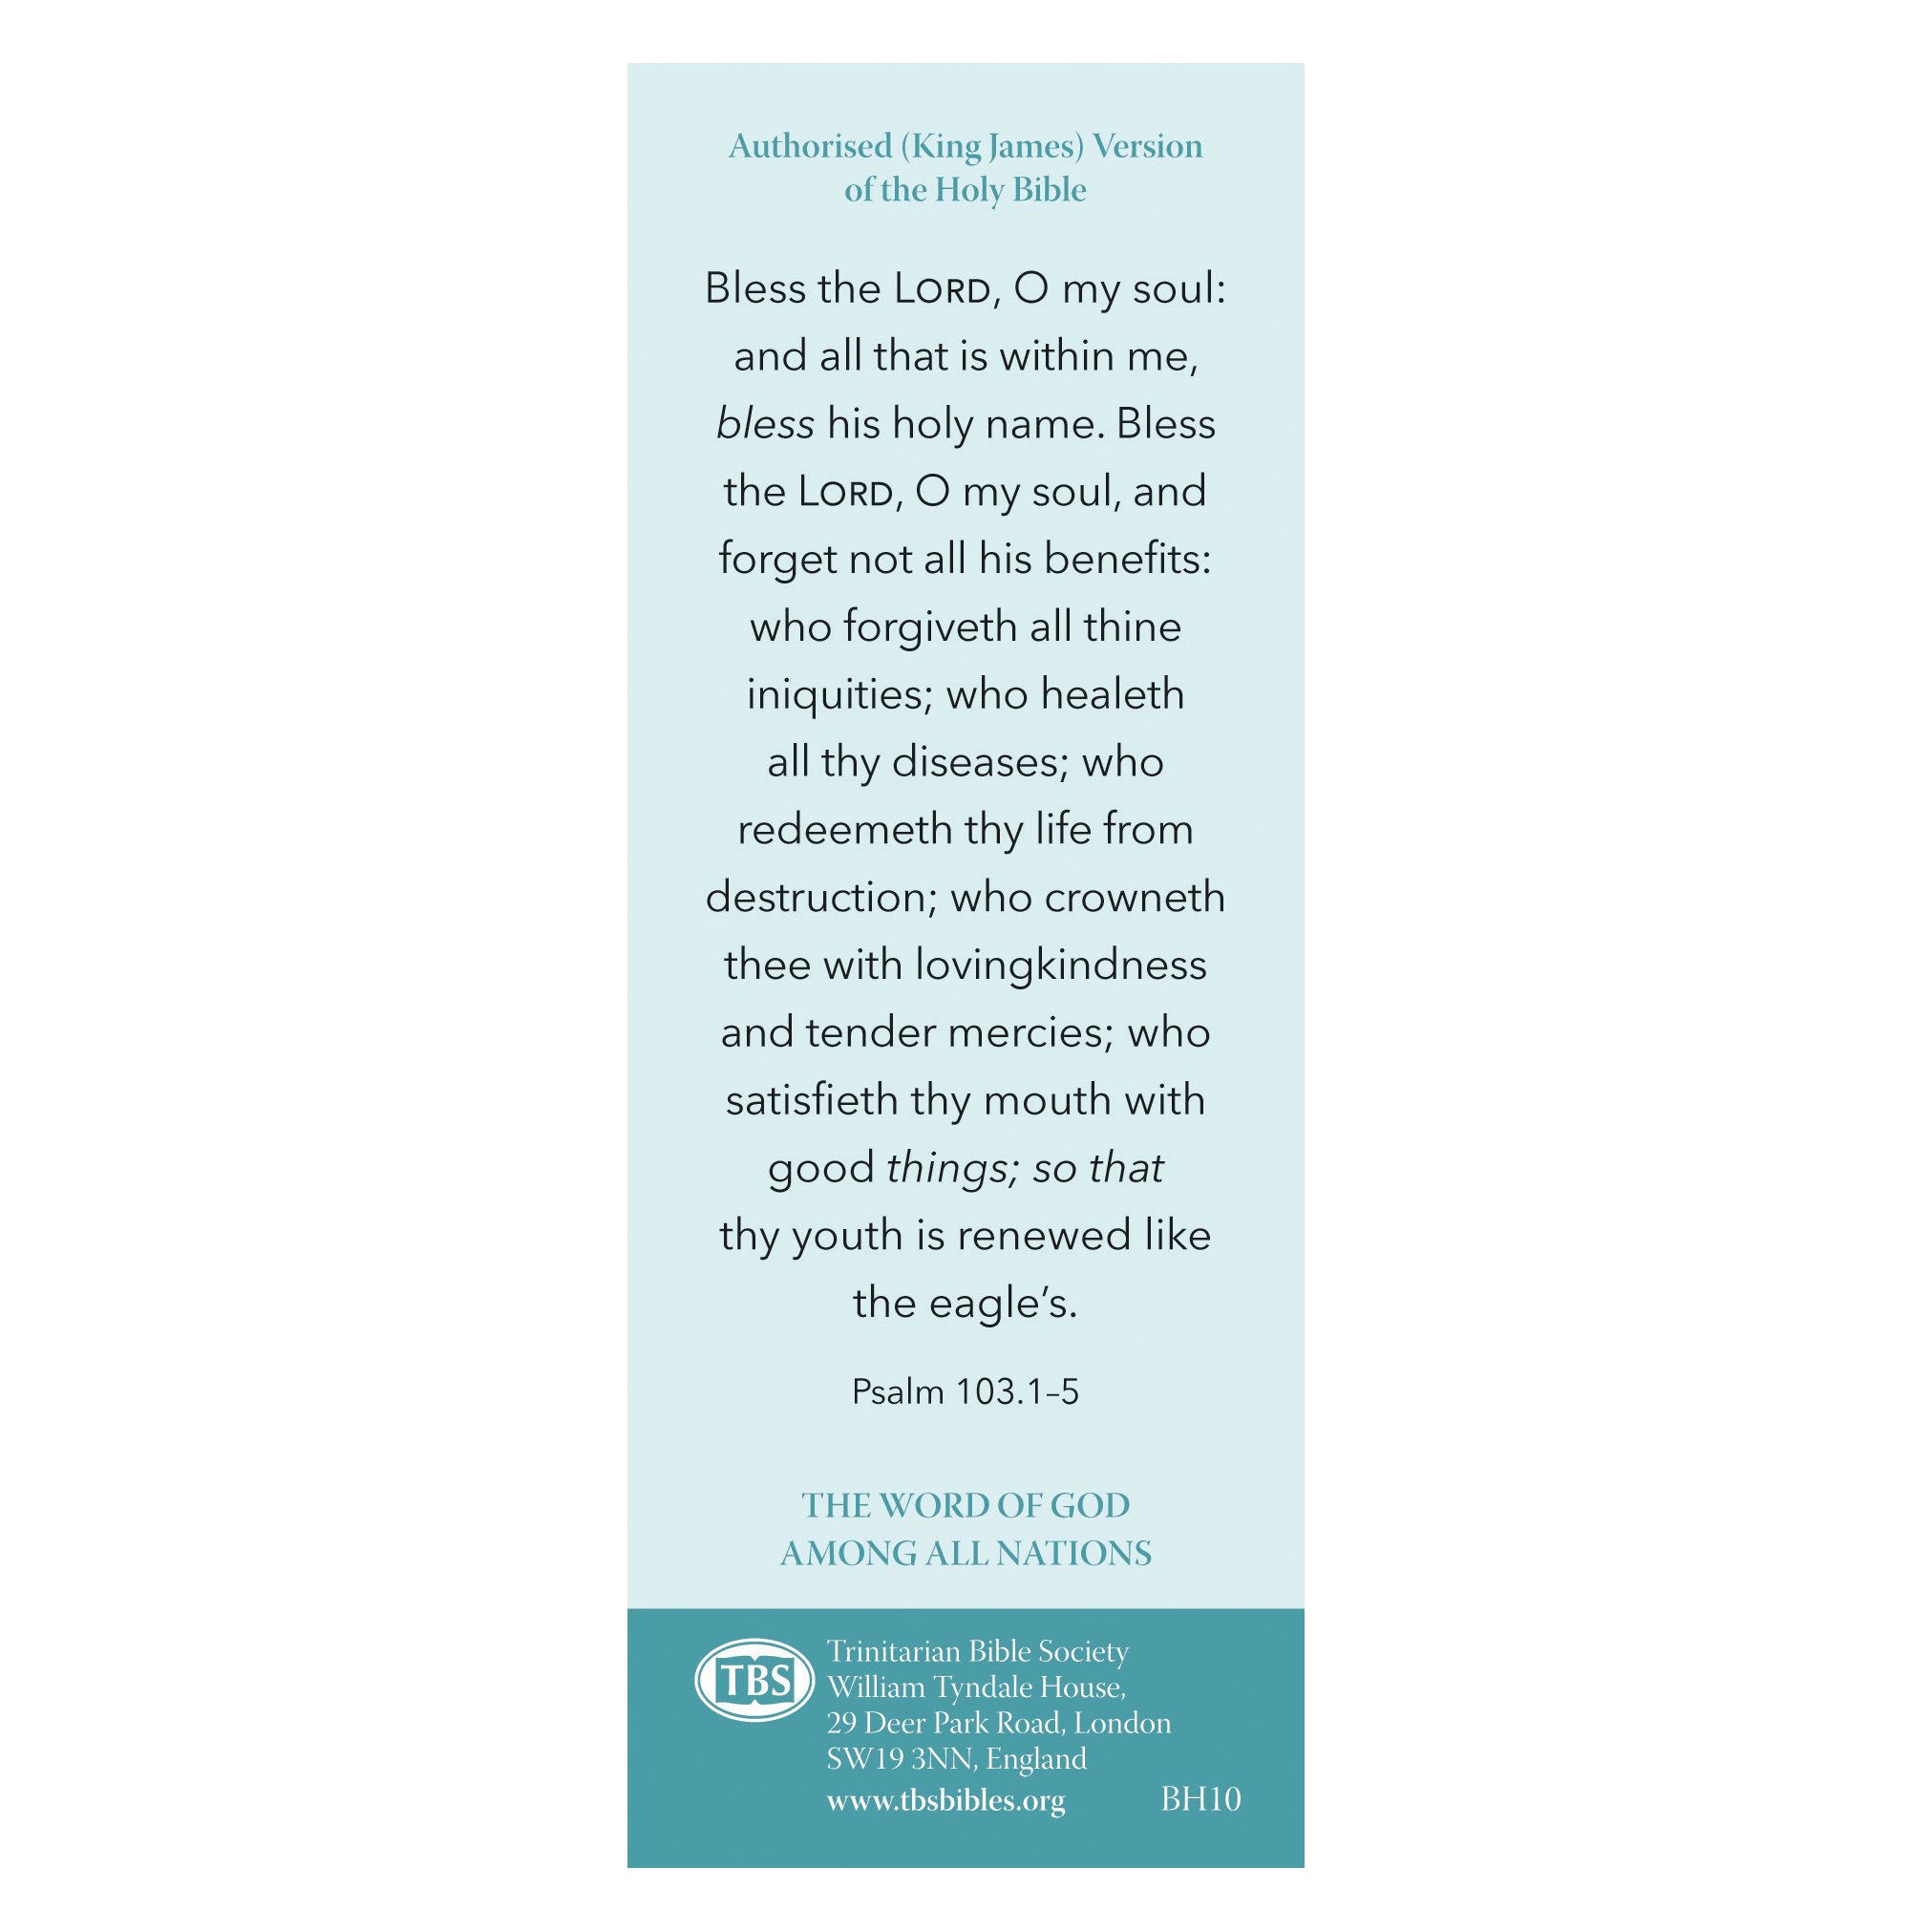 Authorised (King James) Version
of the Holy Bible
Bless the LORD, O my soul:
and all that is within me,
bless his holy name. Bless
the LORD, O my soul, and
forget not all his benefits:
who forgiveth all thine
iniquities; who healeth
all thy diseases; who
redeemeth thy life from
destruction; who crowneth
thee with lovingkindness
and tender mercies; who
satisfieth thy mouth with
good things; so that
thy youth is renewed like
the eagle’s.
Psalm 103.1–5
THE WORD OF GOD
AMONG ALL NATIONS
TBS
Trinitarian Bible Society
William Tyndale House,
29 Deer Park Road, London
SW19 3NN, England
www.tbsbibles.org
BH10